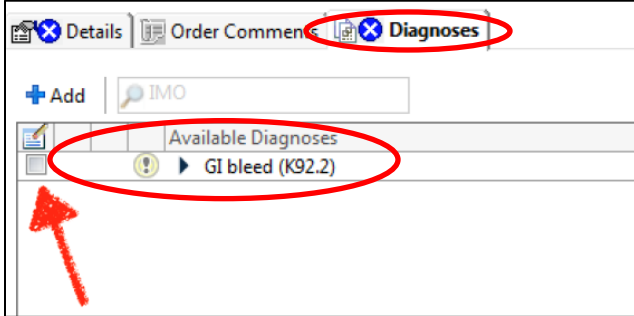 Details Order Comments Diagnoses
Add IMO
Available Diagnoses
GI bleed (K92.2)